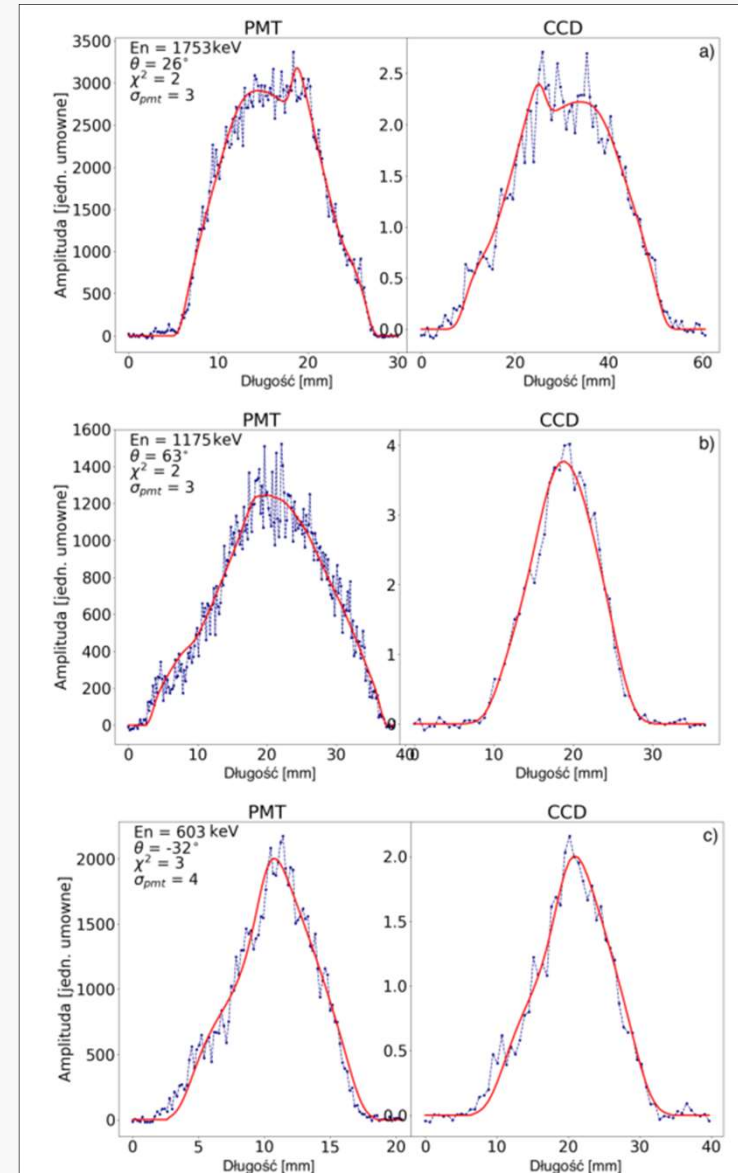 PMT
CCD
a)
En = 1753keV
θ = 26°
χ² = 2
σpmt = 3
Amplituda [jedn. umowne]
3500
3000
2500
2000
1500
1000
500
0
0 10 20 30
Długość [mm]
2.5
2.0
1.5
1.0
0.5
0.0
0 20 40 60
Długość [mm]
PMT
CCD
b)
En = 1175keV
θ = 63°
χ² = 2
σpmt = 3
Amplituda [jedn. umowne]
1600
1400
1200
1000
800
600
400
200
0
0 10 20 30 40
Długość [mm]
4
3
2
1
0
0 10 20 30
Długość [mm]
PMT
CCD
c)
En = 603 keV
θ = -32°
χ² = 3
σpmt = 4
Amplituda [jedn. umowne]
2000
1500
1000
500
0
0 5 10 15 20
Długość [mm]
2.0
1.5
1.0
0.5
0.0
0 10 20 30 40
Długość [mm]